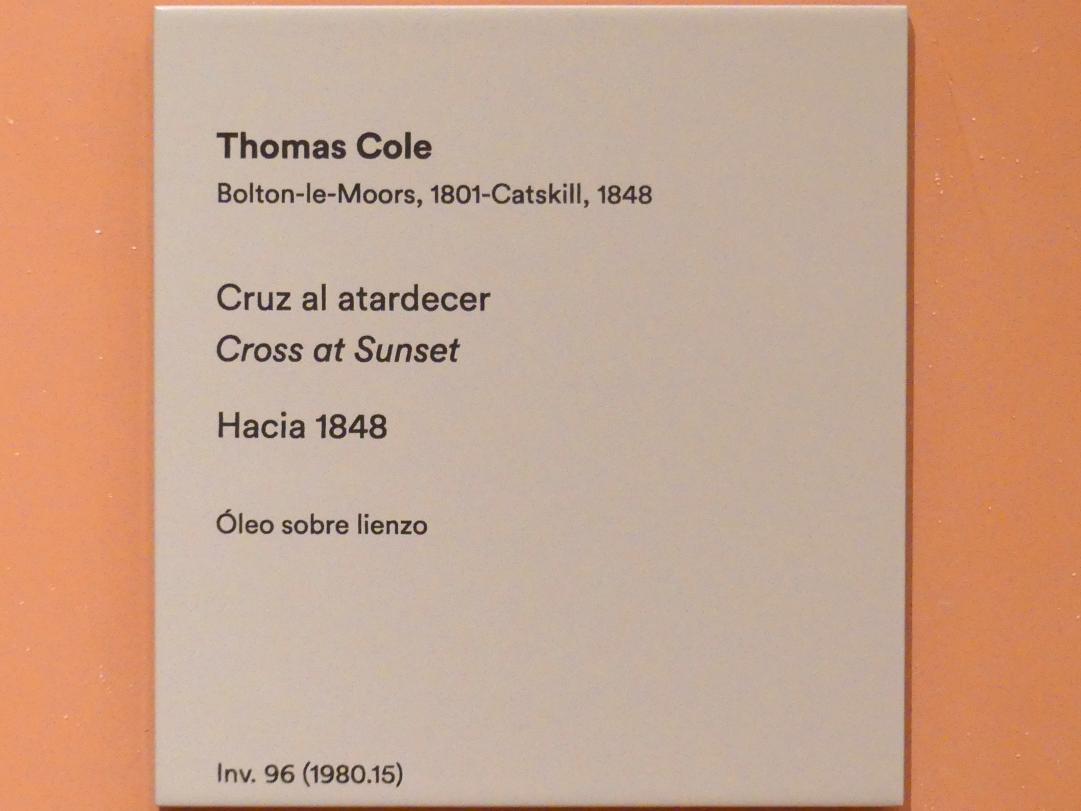 Thomas Cole
Bolton-le-Moors, 1801-Catskill, 1848
Cruz al atardecer
Cross at Sunset
Hacia 1848
Óleo sobre lienzo
Inv. 96 (1980.15)